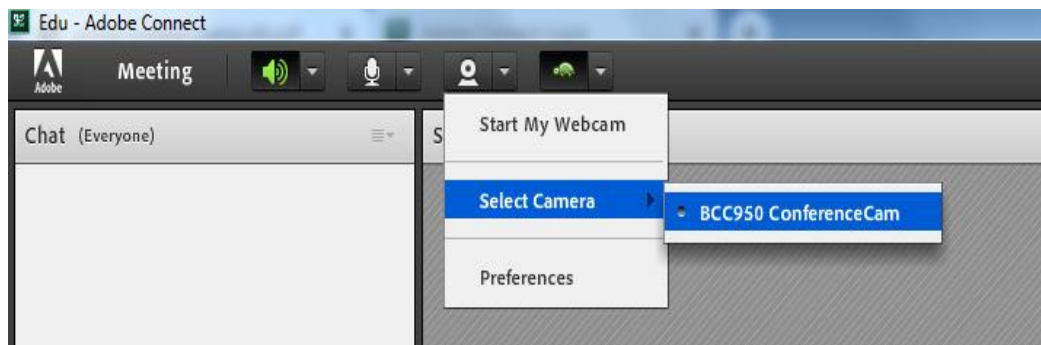 Edu - Adobe Connect
Adobe
Meeting
Chat (Everyone)
S
Start My Webcam
Select Camera
BCC950 ConferenceCam
Preferences